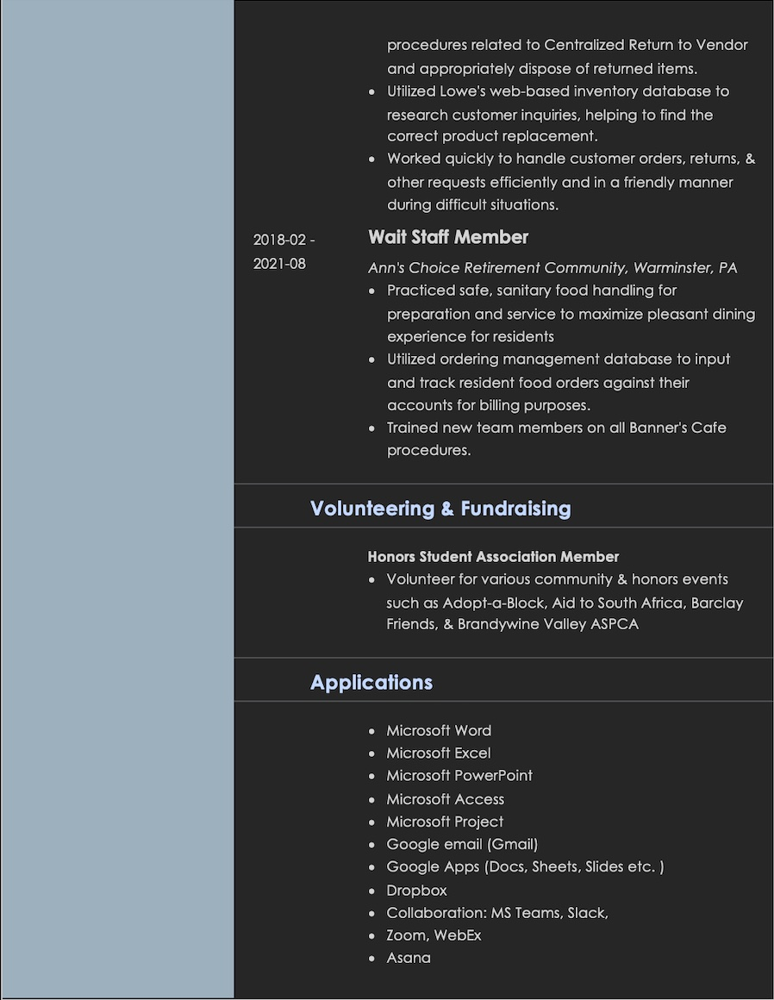 procedures related to Centralized Return to Vendor
and appropriately dispose of returned items.
• Utilized Lowe's web-based inventory database to
research customer inquiries, helping to find the
correct product replacement.
• Worked quickly to handle customer orders, returns, &
other requests efficiently and in a friendly manner
during difficult situations.
2018-02 -
2021-08
Wait Staff Member
Ann's Choice Retirement Community, Warminster, PA
• Practiced safe, sanitary food handling for
preparation and service to maximize pleasant dining
experience for residents
• Utilized ordering management database to input
and track resident food orders against their
accounts for billing purposes.
• Trained new team members on all Banner's Cafe
procedures.
Volunteering & Fundraising
Honors Student Association Member
• Volunteer for various community & honors events
such as Adopt-a-Block, Aid to South Africa, Barclay
Friends, & Brandywine Valley ASPCA
Applications
• Microsoft Word
• Microsoft Excel
• Microsoft PowerPoint
• Microsoft Access
• Microsoft Project
• Google email (Gmail)
• Google Apps (Docs, Sheets, Slides etc. )
• Dropbox
• Collaboration: MS Teams, Slack,
• Zoom, WebEx
• Asana